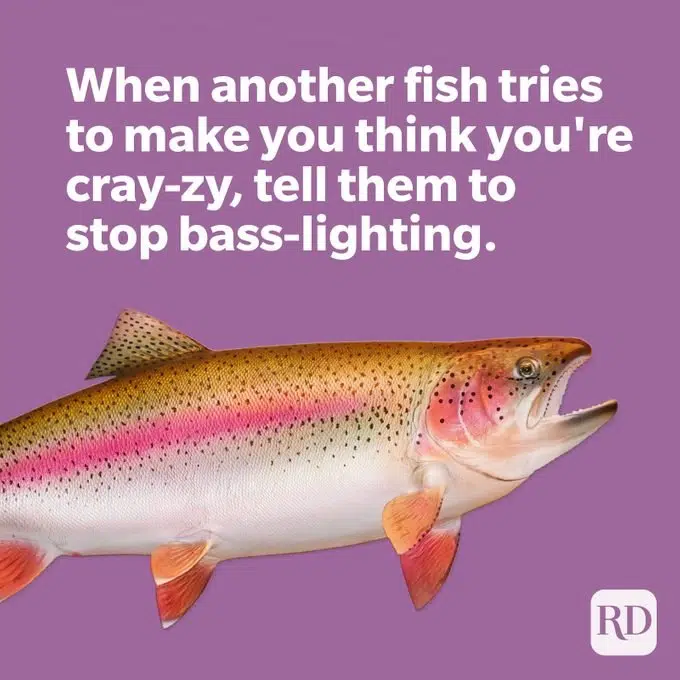 When another fish tries
to make you think you're
cray-zy, tell them to
stop bass-lighting.
RD